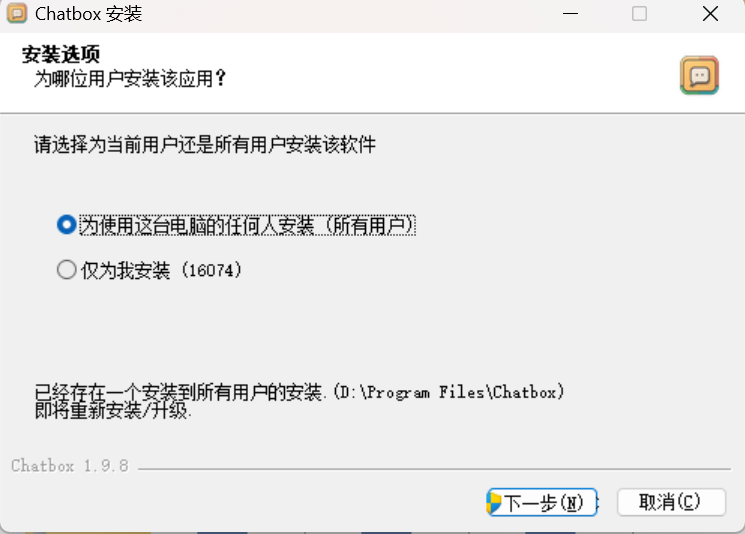 Chatbox 安装
安装选项
为哪位用户安装该应用？
请选择为当前用户还是所有用户安装该软件
为使用这台电脑的任何人安装 (所有用户)
仅为我安装 (16074)
已经存在一个安装到所有用户的安装. (D:\Program Files\Chatbox)
即将重新安装/升级.
Chatbox 1.9.8
下一步(N)
取消(C)